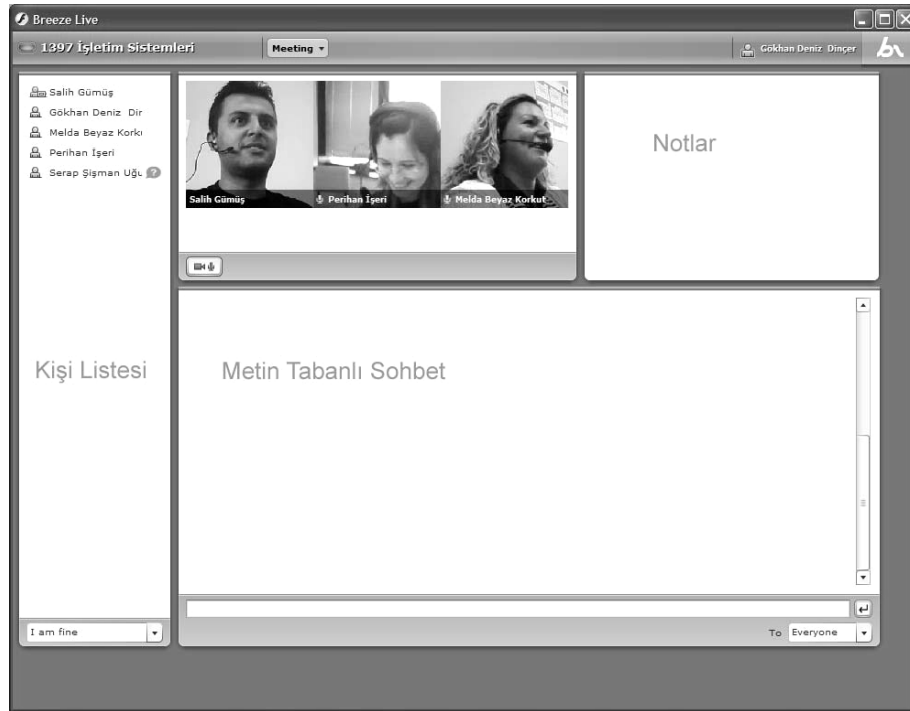 Breeze Live
1397 İşletim Sistemleri
Meeting
Gökhan Deniz Dinçer
Salih Gümüş
Gökhan Deniz Dir
Melda Beyaz Korkı
Perihan İşeri
Serap Şişman Uğu
Salih Gümüş
Perihan İşeri
Melda Beyaz Korkut
Notlar
Kişi Listesi
Metin Tabanlı Sohbet
I am fine
To Everyone